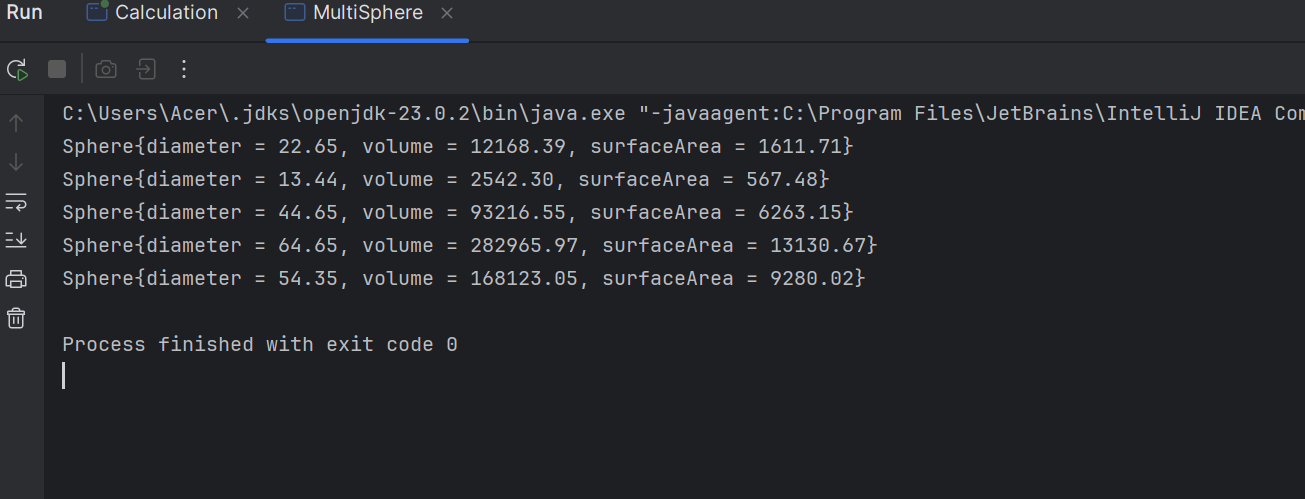 Run Calculation MultiSphere
C:\Users\Acer\.jdks\openjdk-23.0.2\bin\java.exe "-javaagent:C:\Program Files\JetBrains\IntelliJ IDEA Com
Sphere{diameter = 22.65, volume = 12168.39, surfaceArea = 1611.71}
Sphere{diameter = 13.44, volume = 2542.30, surfaceArea = 567.48}
Sphere{diameter = 44.65, volume = 93216.55, surfaceArea = 6263.15}
Sphere{diameter = 64.65, volume = 282965.97, surfaceArea = 13130.67}
Sphere{diameter = 54.35, volume = 168123.05, surfaceArea = 9280.02}
Process finished with exit code 0